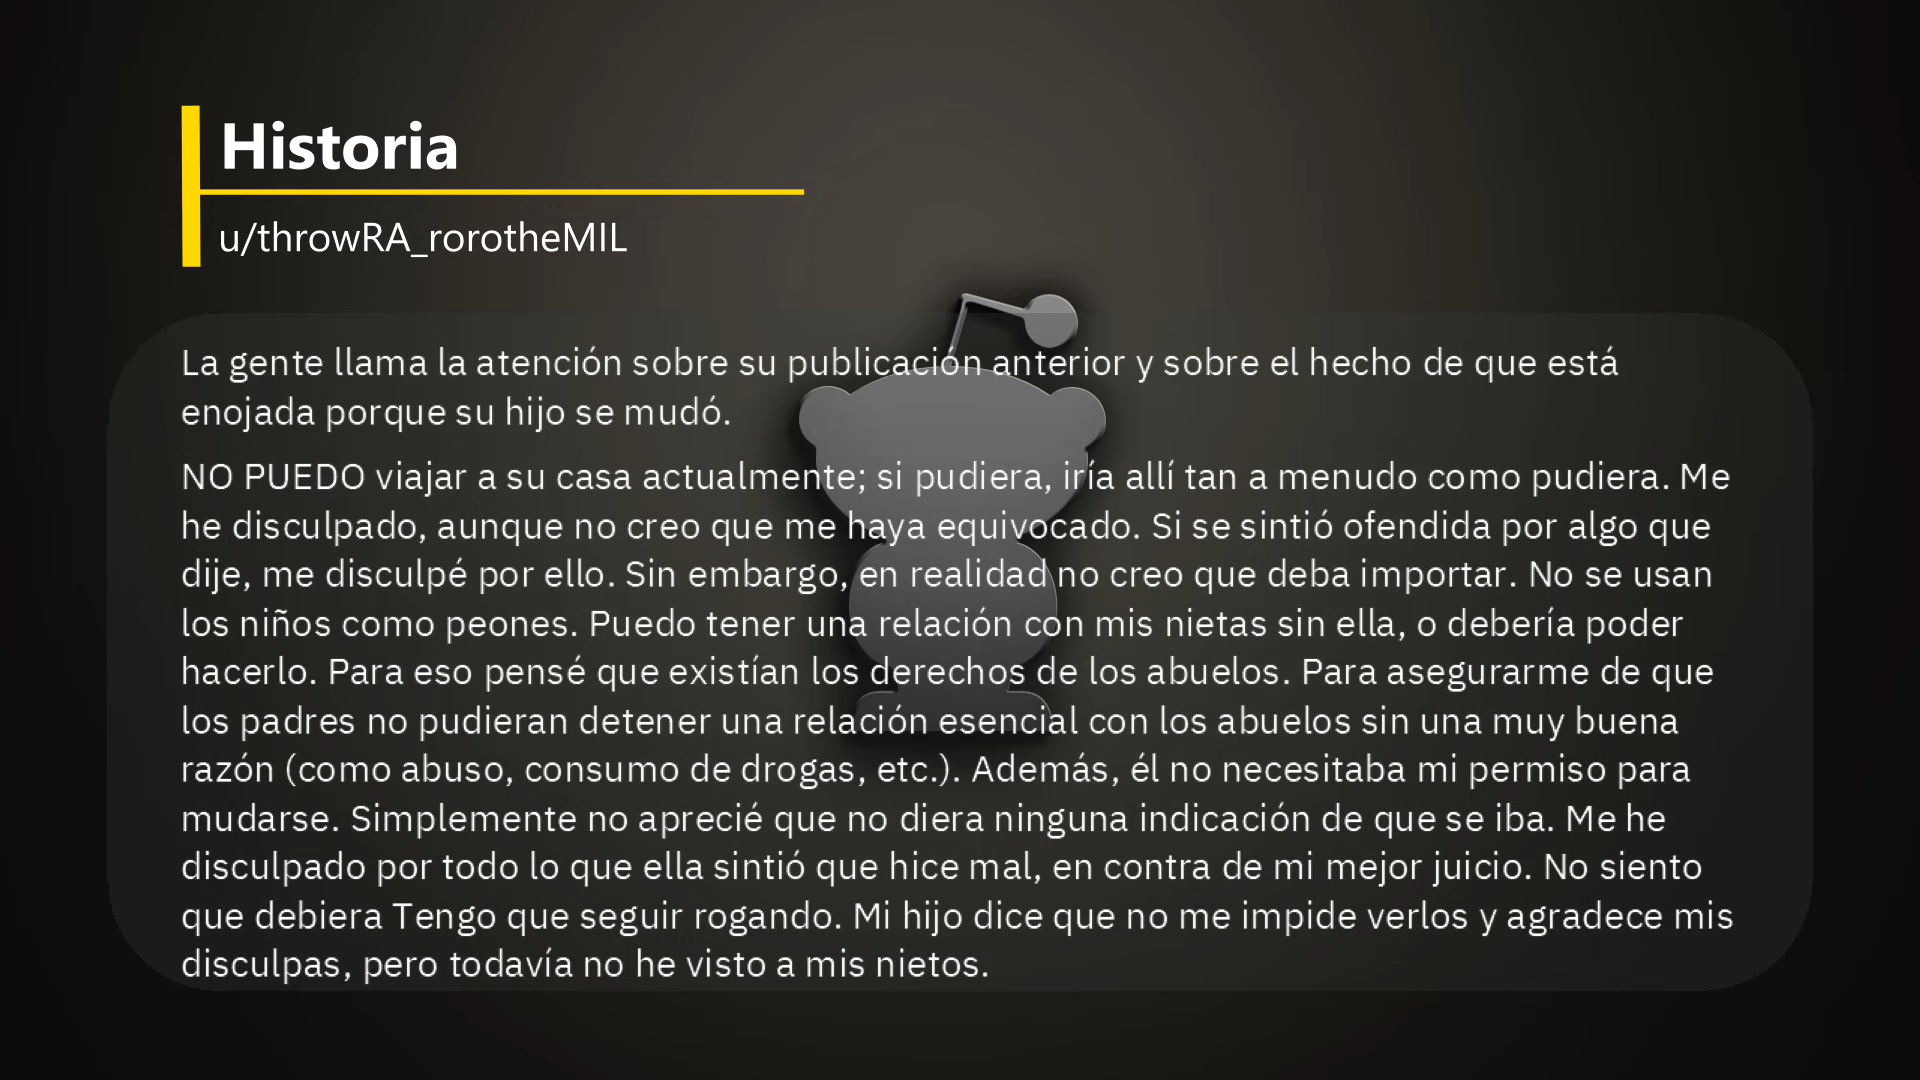 Historia
u/throwRA_rorotheMIL
La gente llama la atención sobre su publicación anterior y sobre el hecho de que está
enojada porque su hijo se mudó.
NO PUEDO viajar a su casa actualmente; si pudiera, iría allí tan a menudo como pudiera. Me
he disculpado, aunque no creo que me haya equivocado. Si se sintió ofendida por algo que
dije, me disculpé por ello. Sin embargo, en realidad no creo que deba importar. No se usan
los niños como peones. Puedo tener una relación con mis nietas sin ella, o debería poder
hacerlo. Para eso pensé que existían los derechos de los abuelos. Para asegurarme de que
los padres no pudieran detener una relación esencial con los abuelos sin una muy buena
razón (como abuso, consumo de drogas, etc.). Además, él no necesitaba mi permiso para
mudarse. Simplemente no aprecié que no diera ninguna indicación de que se iba. Me he
disculpado por todo lo que ella sintió que hice mal, en contra de mi mejor juicio. No siento
que debiera Tengo que seguir rogando. Mi hijo dice que no me impide verlos y agradece mis
disculpas, pero todavía no he visto a mis nietos.